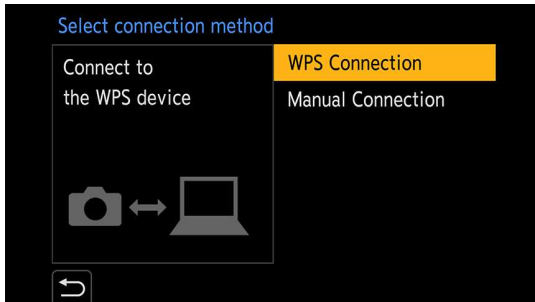 Select connection method
Connect to
the WPS device
WPS Connection
Manual Connection